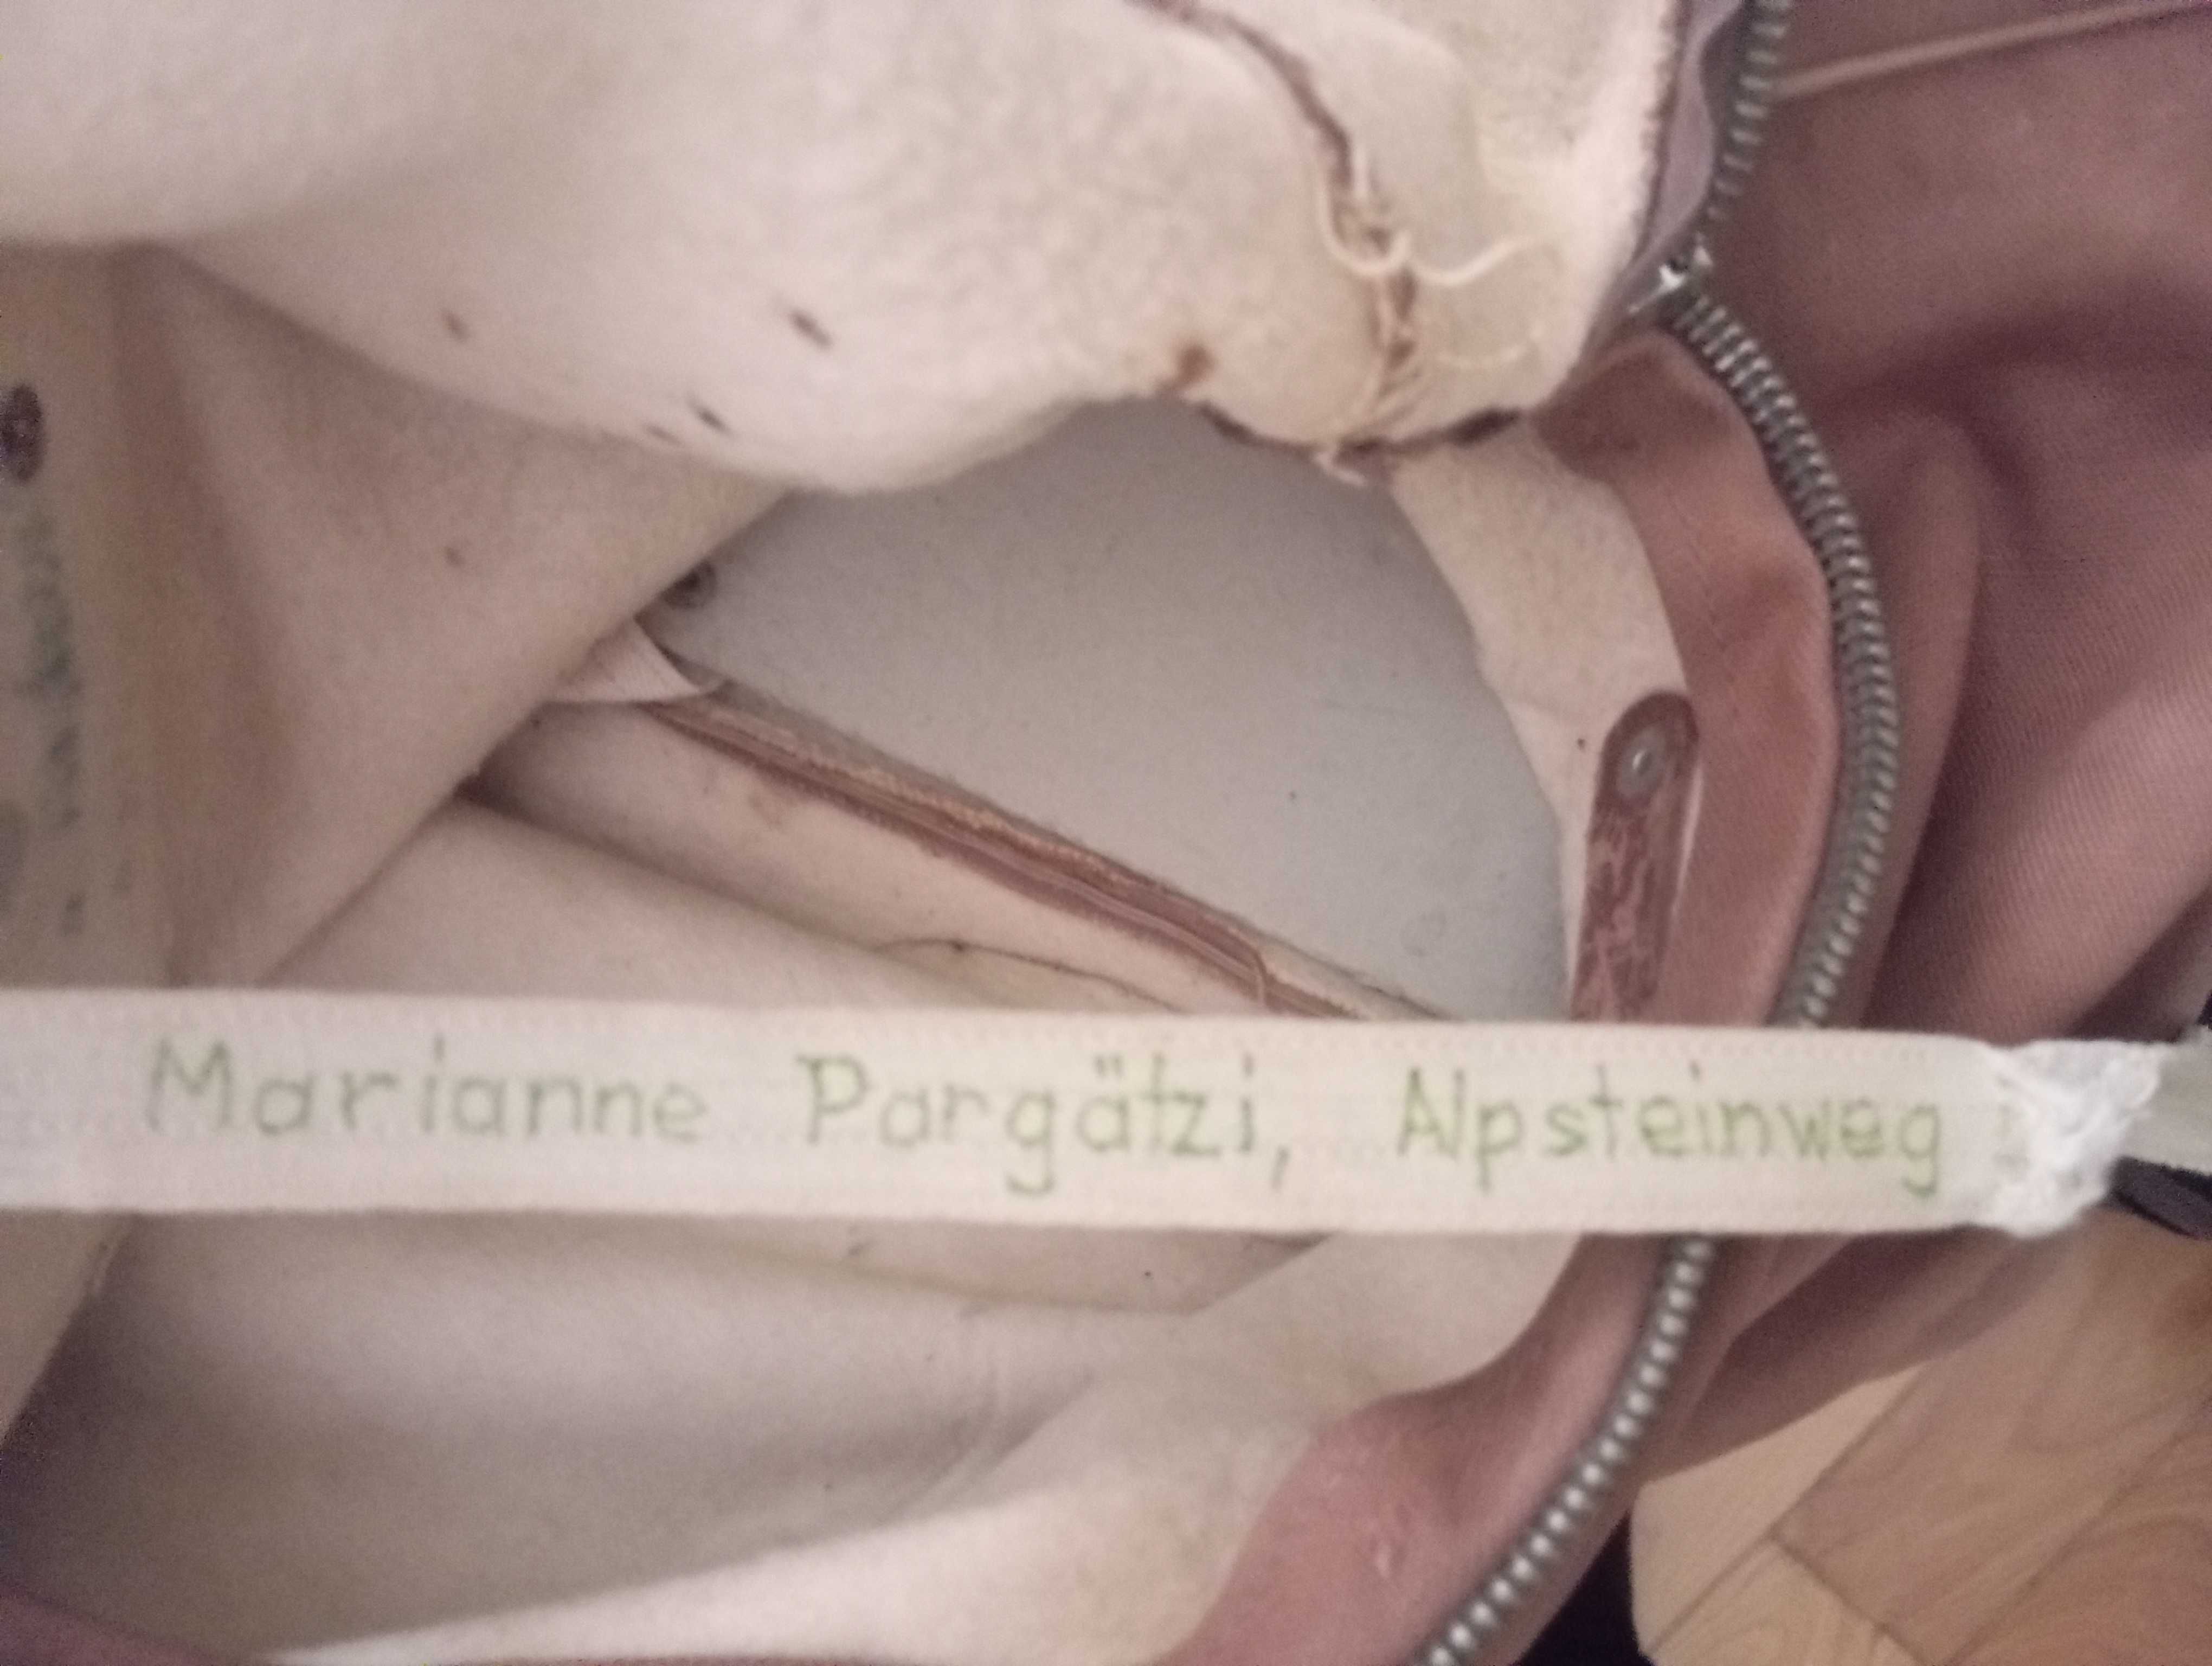 Marianne Pargätzi, Alpsteinweg